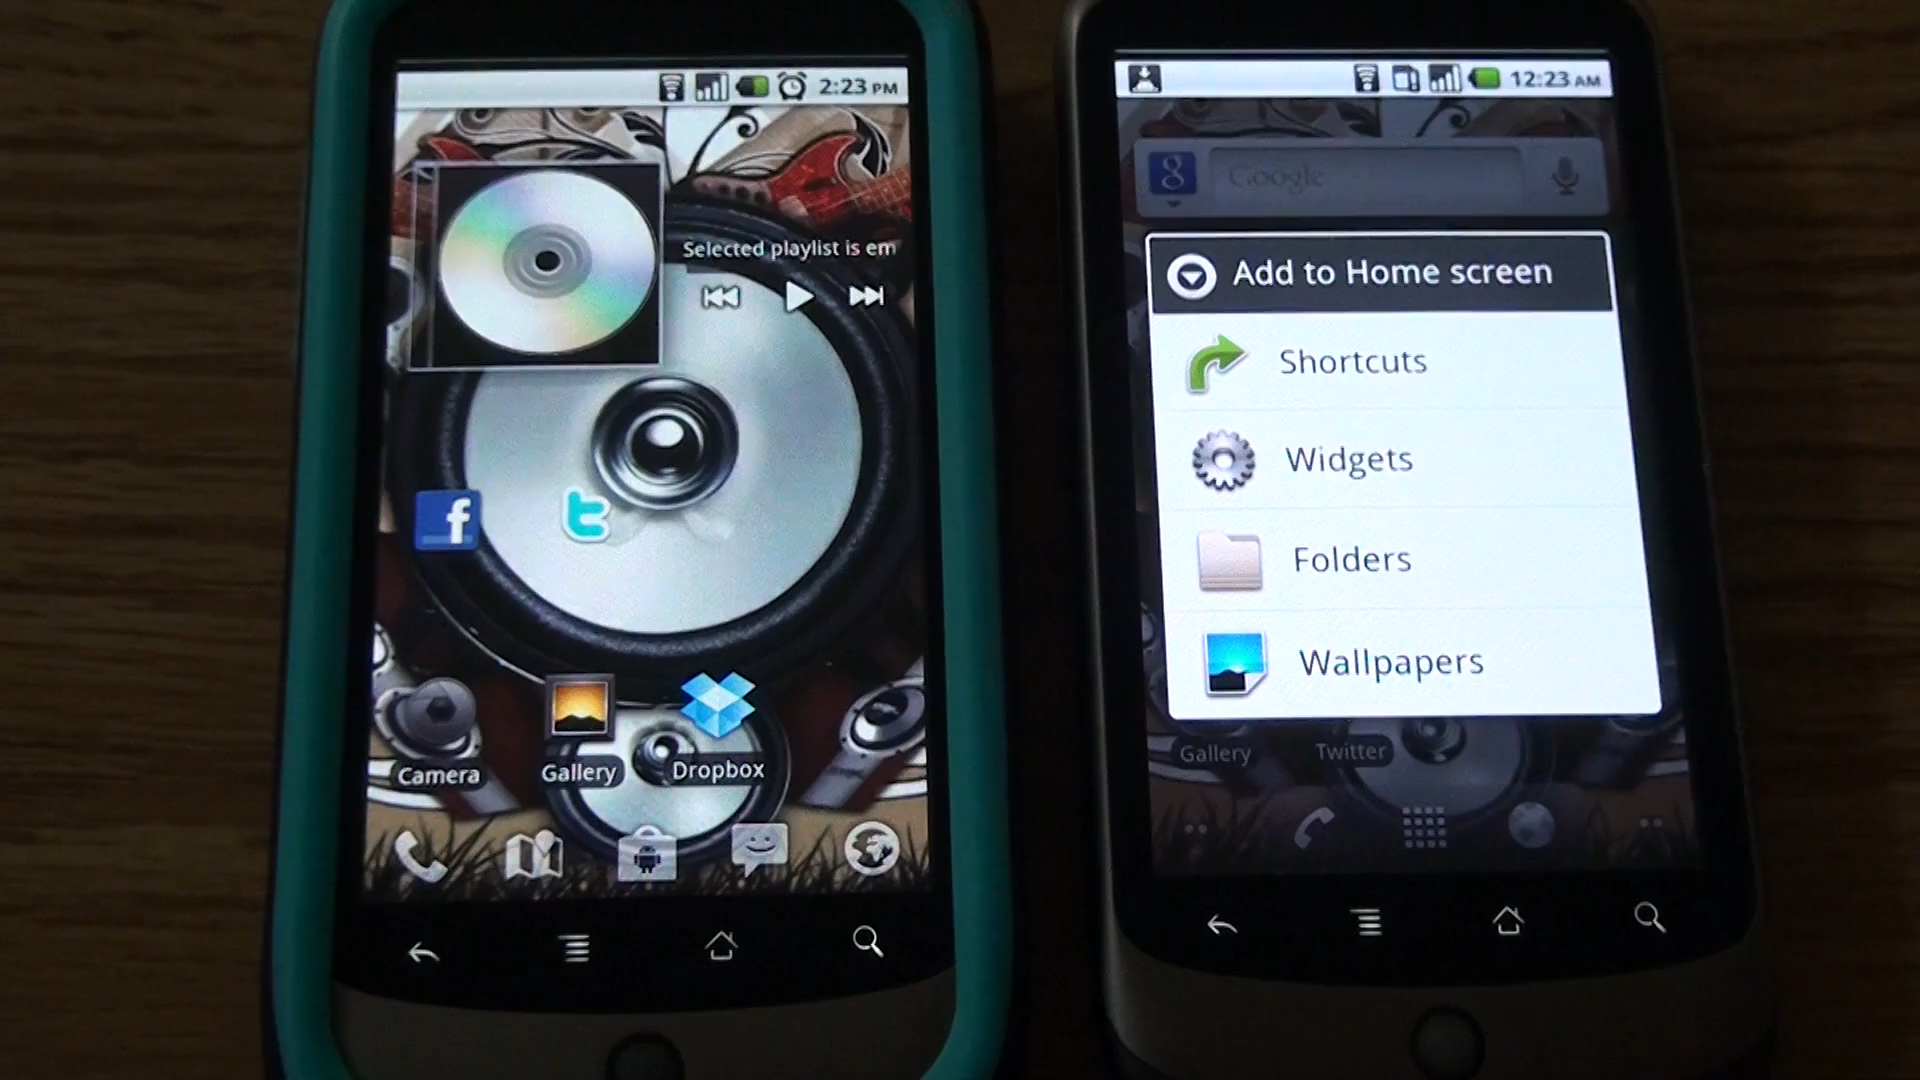 2:23 PM
Selected playlist is em
f
t
Camera
Gallery
Dropbox
12:23 AM
g
Google
Add to Home screen
Shortcuts
Widgets
Folders
Wallpapers
Gallery
Twitter